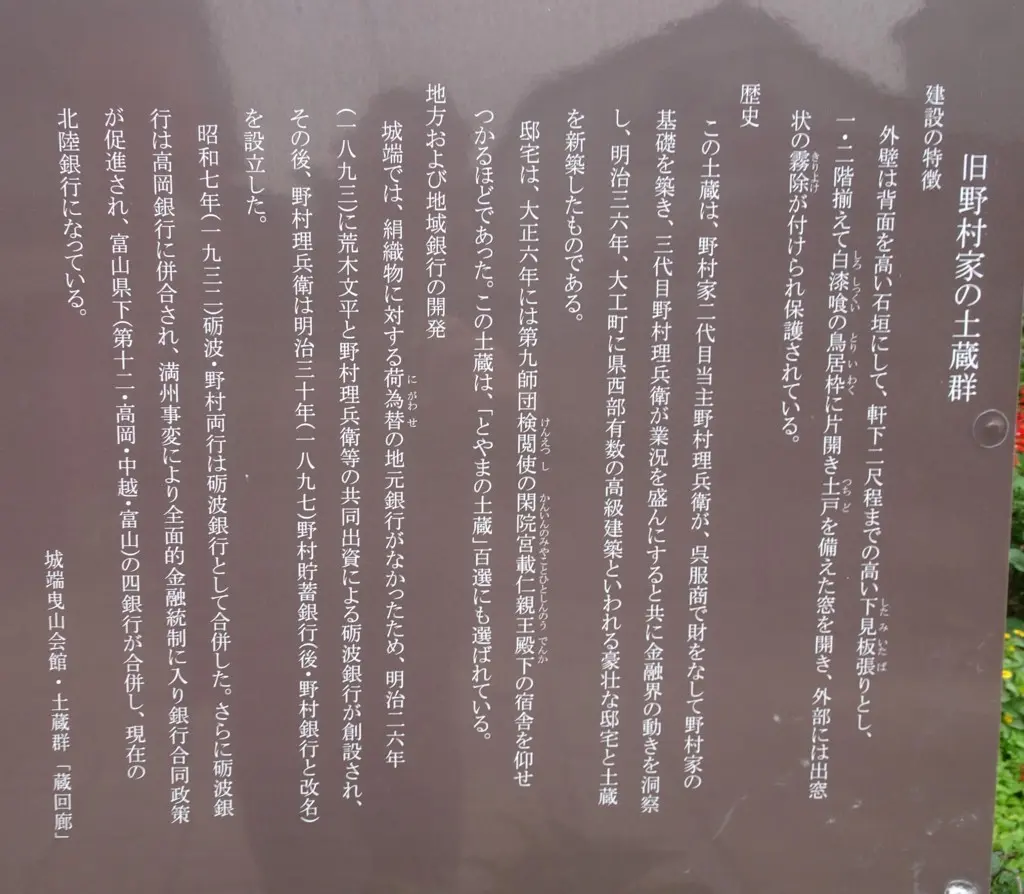 旧野村家の土蔵群
建設の特徴
外壁は背面を高い石垣にして、軒下二尺程までの高い下見板張りとし、
一・二階揃えて白漆喰の鳥居枠に片開き土戸を備えた窓を開き、外部には出窓
状の霧除が付けられ保護されている。
歴史
この土蔵は、野村家二代目当主野村理兵衛が、呉服商で財をなして野村家の
基礎を築き、三代目野村理兵衛が業況を盛んにすると共に金融界の動きを洞察
し、明治三六年、大工町に県西部有数の高級建築といわれる豪壮な邸宅と土蔵
を新築したものである。
邸宅は、大正六年には第九師団検閲使の閑院宮載仁親王殿下の宿舎を仰せ
つかるほどであった。この土蔵は、「とやまの土蔵」百選にも選ばれている。
地方および地域銀行の開発
城端では、絹織物に対する荷為替の地元銀行がなかったため、明治二六年
(一八九三)に荒木文平と野村理兵衛等の共同出資による砺波銀行が創設され、
その後、野村理兵衛は明治三十年(一八九七)野村貯蓄銀行(後・野村銀行と改名)
を設立した。
昭和七年(一九三二)砺波・野村両行は砺波銀行として合併した。さらに砺波銀
行は高岡銀行に併合され、満州事変により全面的金融統制に入り銀行合同政策
が促進され、富山県下(第十二・高岡・中越・富山)の四銀行が合併し、現在の
北陸銀行になっている。
城端曳山会館・土蔵群「蔵回廊」